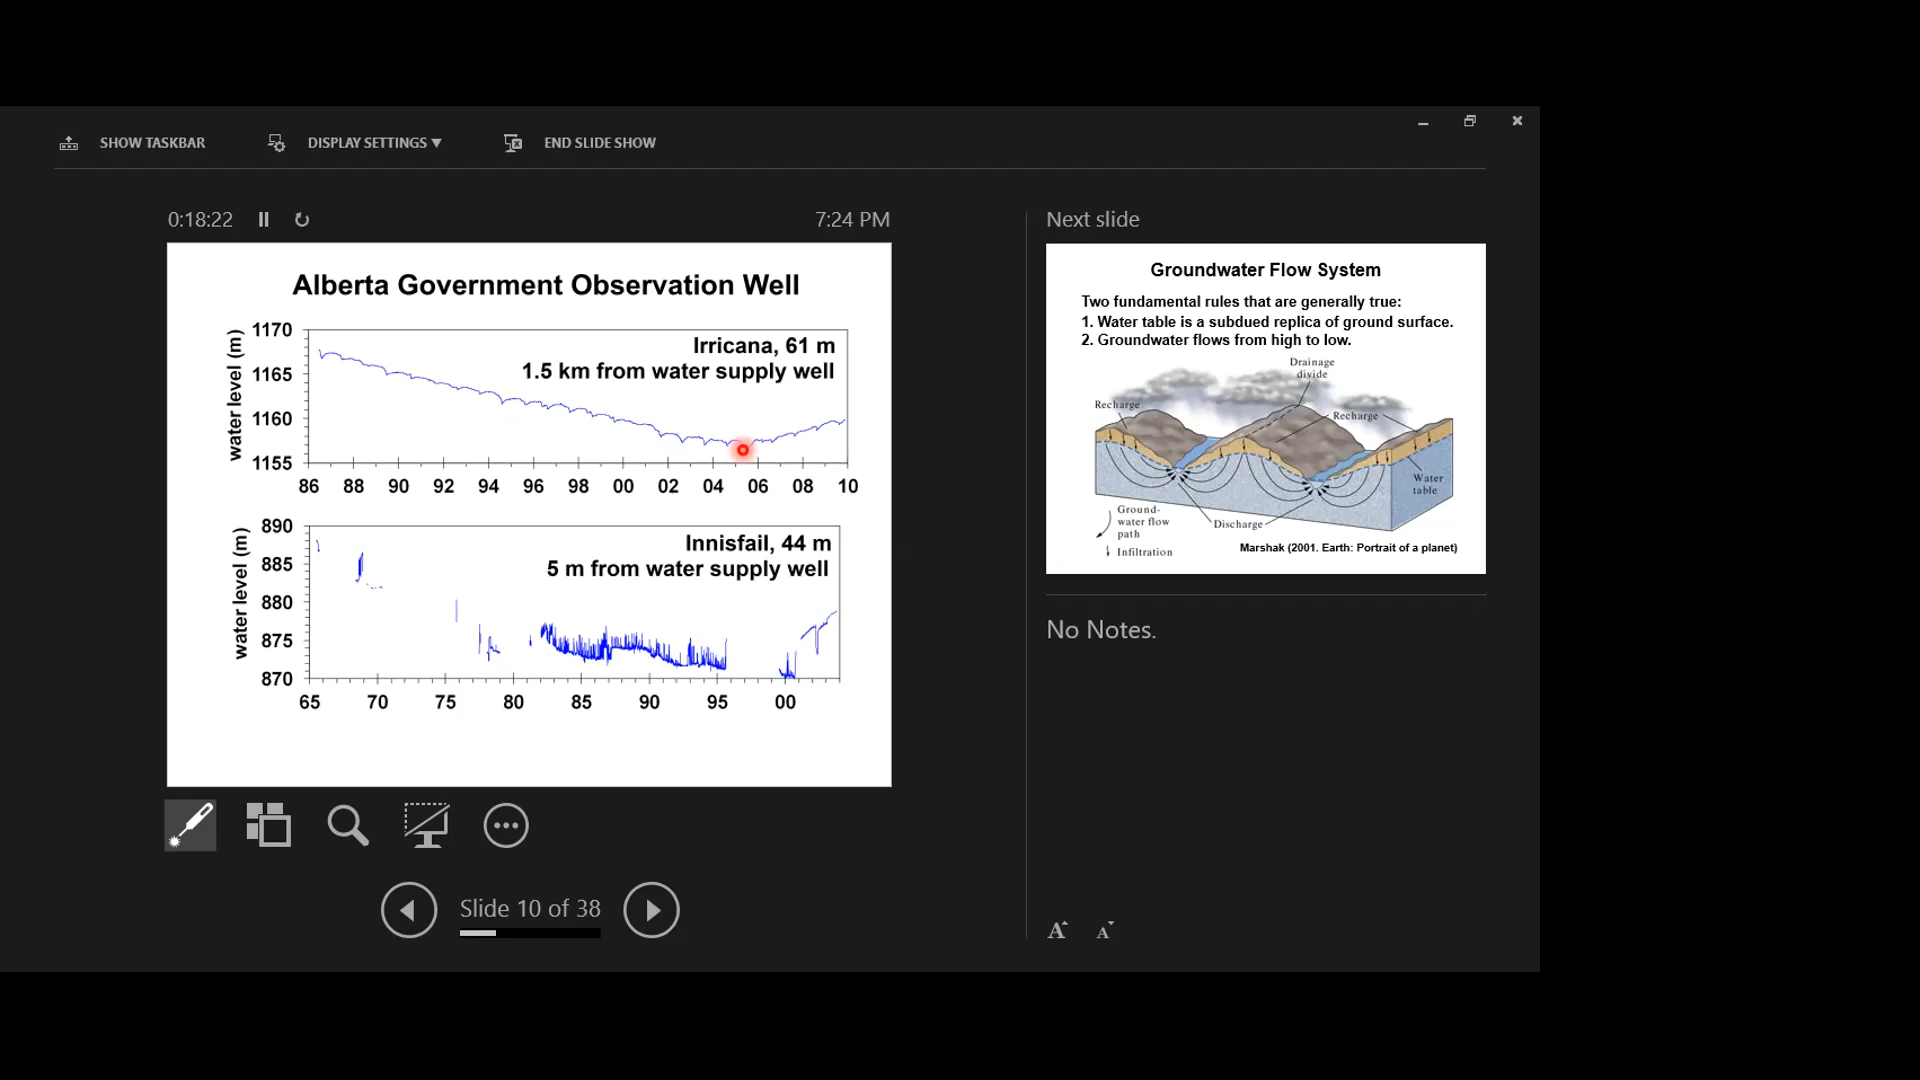 SHOW TASKBAR
DISPLAY SETTINGS ▼
END SLIDE SHOW
0:18:22
7:24 PM
Alberta Government Observation Well
water level (m)
1170
1165
1160
1155
Irricana, 61 m
1.5 km from water supply well
86 88 90 92 94 96 98 00 02 04 06 08 10
water level (m)
890
885
880
875
870
Innisfail, 44 m
5 m from water supply well
65 70 75 80 85 90 95 00
Slide 10 of 38
Next slide
Groundwater Flow System
Two fundamental rules that are generally true:
1. Water table is a subdued replica of ground surface.
2. Groundwater flows from high to low.
Drainage
divide
Recharge
Recharge
Water
table
Ground-
water flow
path
Discharge
Infiltration
Marshak (2001. Earth: Portrait of a planet)
No Notes.
A A